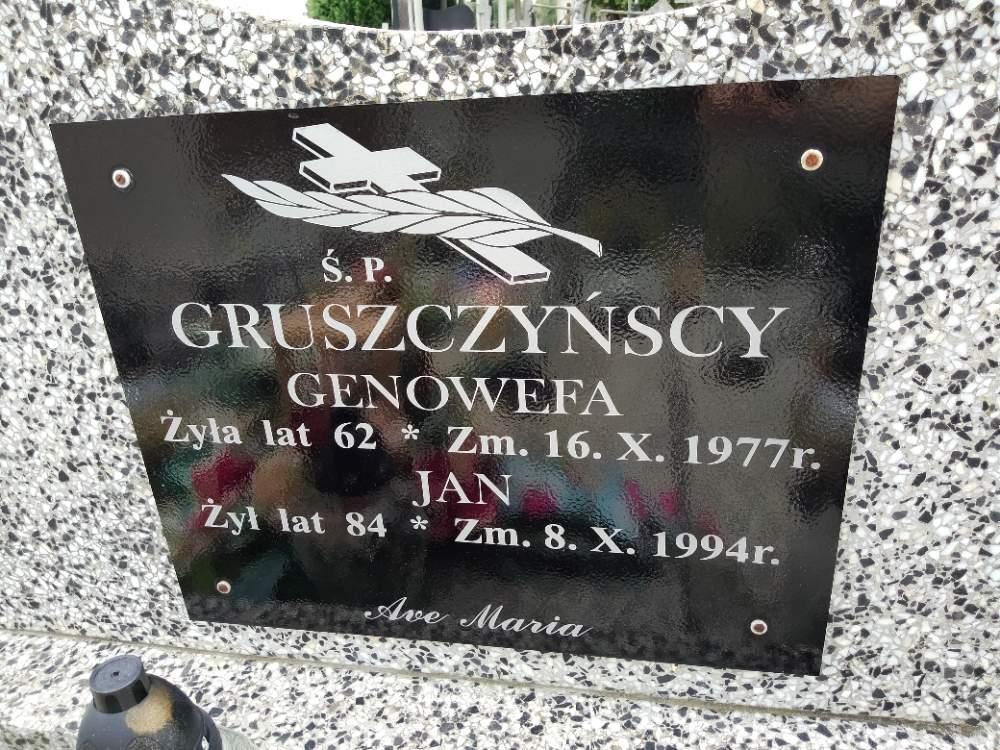 Ś. P.
GRUSZCZYŃSCY
GENOWEFA
Żyła lat 62 * Zm. 16. X. 1977r.
JAN
Żył lat 84 * Zm. 8. X. 1994r.
Ave Maria